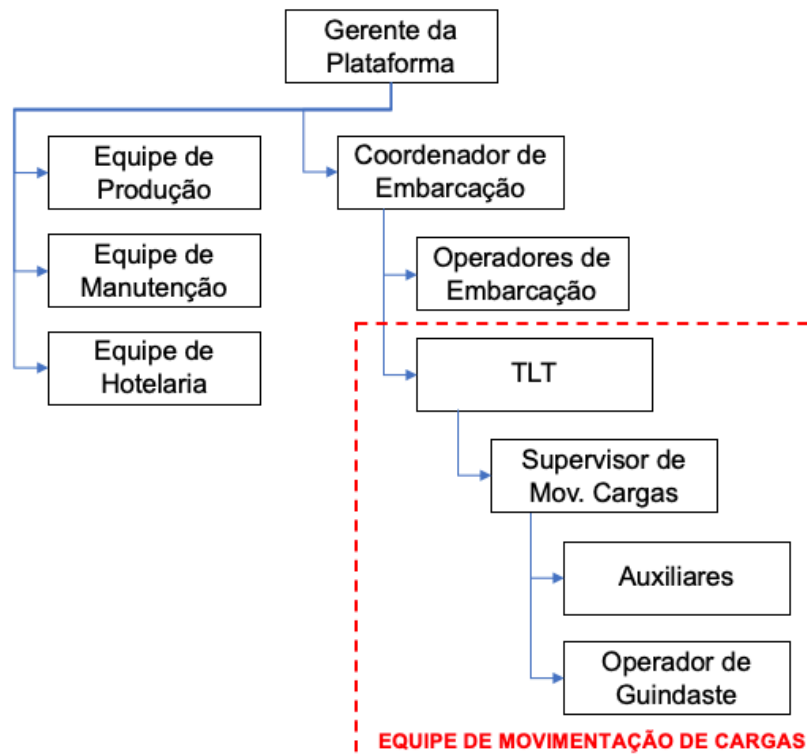 Gerente da
Plataforma
Equipe de
Produção
Coordenador de
Embarcação
Equipe de
Manutenção
Operadores de
Embarcação
Equipe de
Hotelaria
TLT
Supervisor de
Mov. Cargas
Auxiliares
Operador de
Guindaste
EQUIPE DE MOVIMENTAÇÃO DE CARGAS